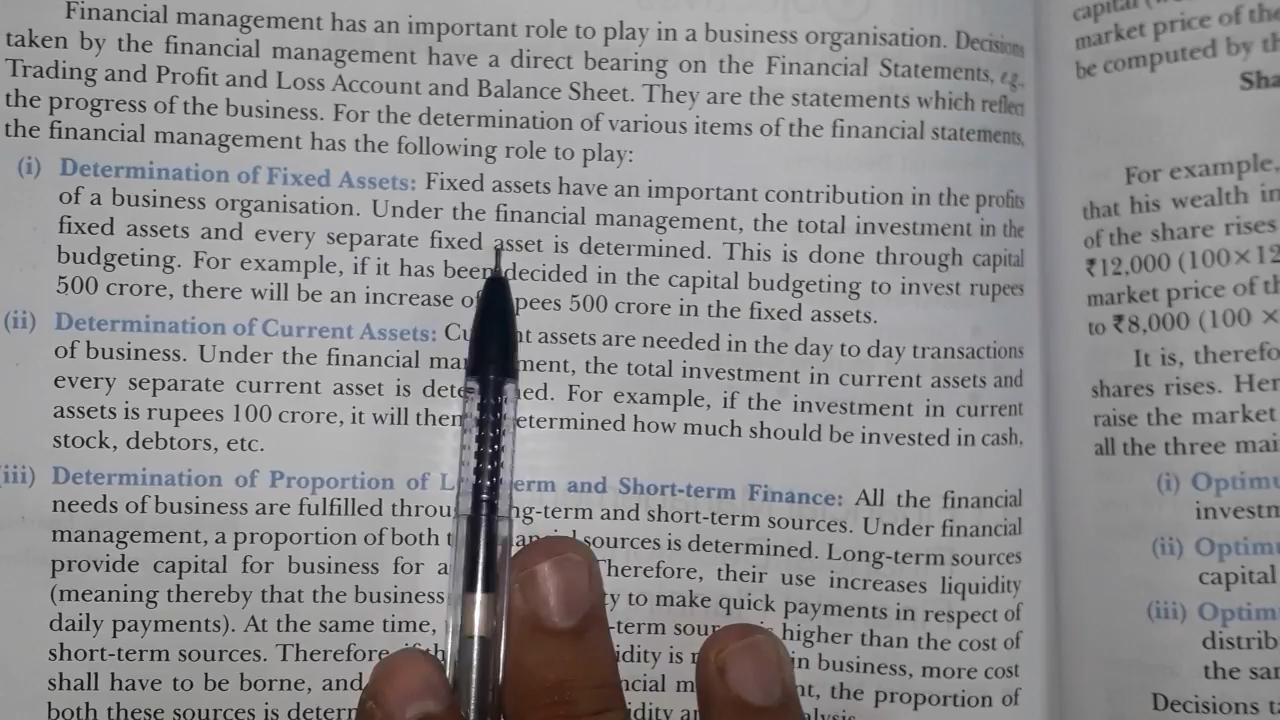 Financial management has an important role to play in a business organisation. Decisions
taken by the financial management have a direct bearing on the Financial Statements, e.g.,
Trading and Profit and Loss Account and Balance Sheet. They are the statements which reflect
the progress of the business. For the determination of various items of the financial statements,
the financial management has the following role to play:
(i) Determination of Fixed Assets: Fixed assets have an important contribution in the profits
of a business organisation. Under the financial management, the total investment in the
fixed assets and every separate fixed asset is determined. This is done through capital
budgeting. For example, if it has been decided in the capital budgeting to invest rupees
500 crore, there will be an increase of rupees 500 crore in the fixed assets.
(ii) Determination of Current Assets: Current assets are needed in the day to day transactions
of business. Under the financial management, the total investment in current assets and
every separate current asset is determined. For example, if the investment in current
assets is rupees 100 crore, it will then determined how much should be invested in cash,
stock, debtors, etc.
(iii) Determination of Proportion of Long-term and Short-term Finance: All the financial
needs of business are fulfilled through long-term and short-term sources. Under financial
management, a proportion of both sources is determined. Long-term sources
provide capital for business for a Therefore, their use increases liquidity
(meaning thereby that the business to make quick payments in respect of
daily payments). At the same time, higher than the cost of
short-term sources. Therefore in business, more cost
shall have to be borne, and the proportion of
both these sources is
capital
market price of the
be computed by th
Sha
For example,
that his wealth in
of the share rises
₹12,000 (100×12
market price of th
to ₹8,000 (100 ×
It is, therefo
shares rises. Her
raise the market
all the three mai
(i) Optimu
investm
(ii) Optimu
capital
(iii) Optim
distrib
the sar
Decisions t